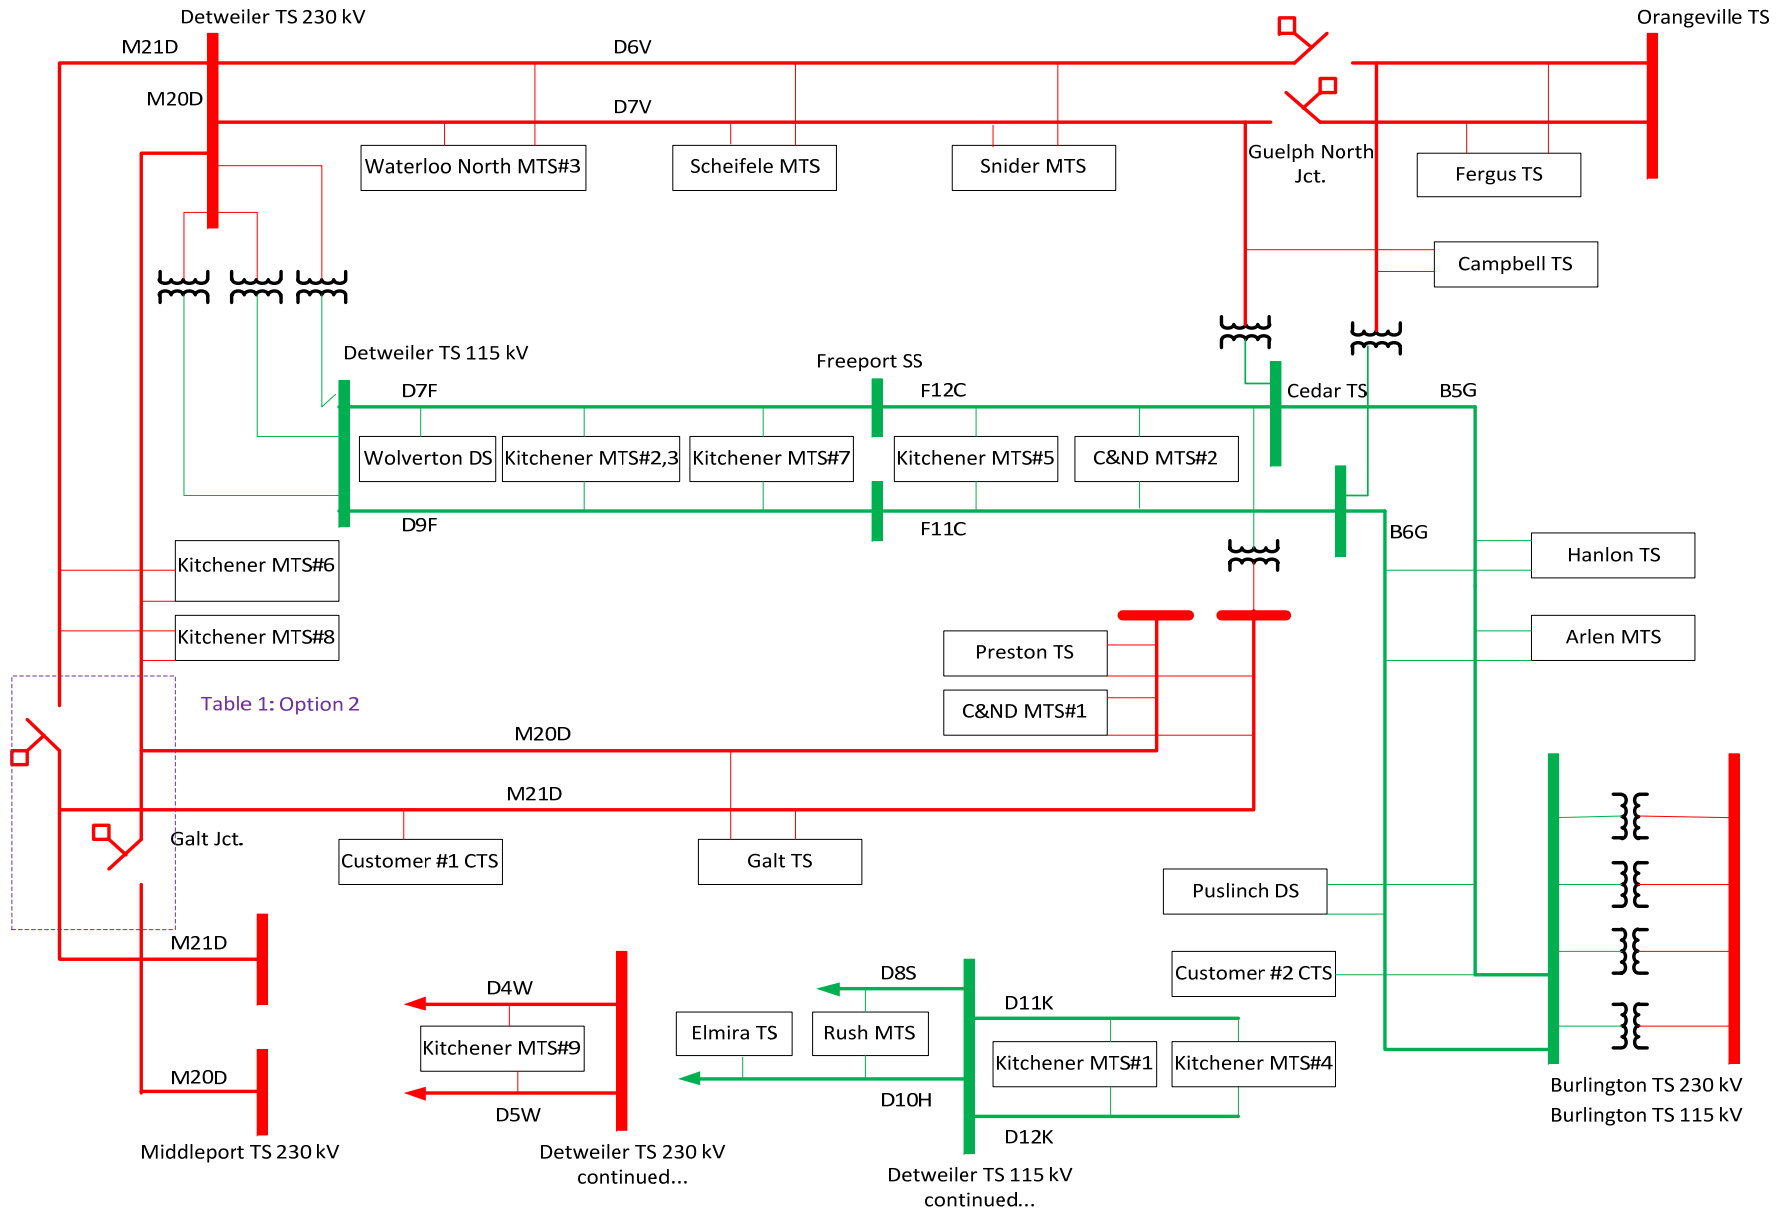 Detweiler TS 230 kV
Orangeville TS
M21D
D6V
M20D
D7V
Waterloo North MTS#3
Scheifele MTS
Snider MTS
Guelph North
Jct.
Fergus TS
Campbell TS
Detweiler TS 115 kV
Freeport SS
D7F
F12C
Cedar TS
B5G
Wolverton DS
Kitchener MTS#2,3
Kitchener MTS#7
Kitchener MTS#5
C&ND MTS#2
D9F
F11C
B6G
Hanlon TS
Kitchener MTS#6
Kitchener MTS#8
Arlen MTS
Preston TS
Table 1: Option 2
C&ND MTS#1
M20D
M21D
Galt Jct.
Customer #1 CTS
Galt TS
Puslinch DS
M21D
Customer #2 CTS
D4W
D8S
D11K
Kitchener MTS#9
Elmira TS
Rush MTS
Kitchener MTS#1
Kitchener MTS#4
M20D
D5W
D10H
D12K
Burlington TS 230 kV
Burlington TS 115 kV
Middleport TS 230 kV
Detweiler TS 230 kV
continued...
Detweiler TS 115 kV
continued...